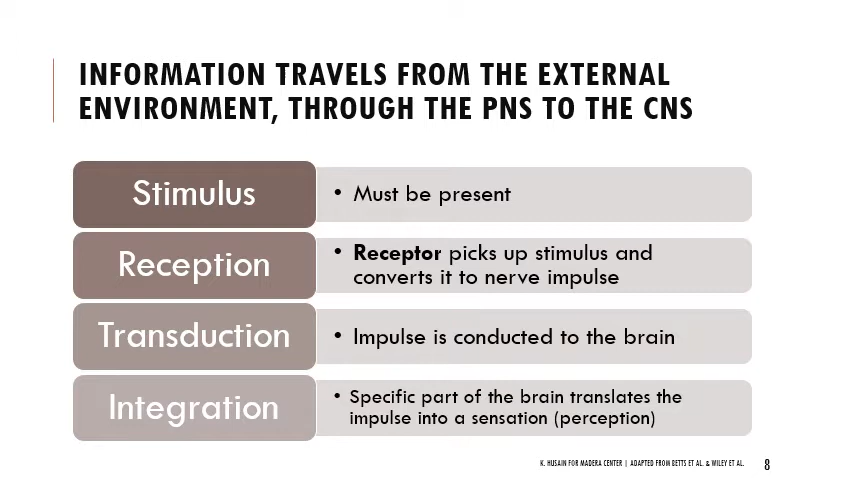 INFORMATION TRAVELS FROM THE EXTERNAL
ENVIRONMENT, THROUGH THE PNS TO THE CNS
Stimulus
• Must be present
Reception
• Receptor picks up stimulus and
converts it to nerve impulse
Transduction
• Impulse is conducted to the brain
Integration
• Specific part of the brain translates the
impulse into a sensation (perception)
K. HUSAIN FOR MADERA CENTER | ADAPTED FROM BETTS ET AL. & WILEY ET AL.
8